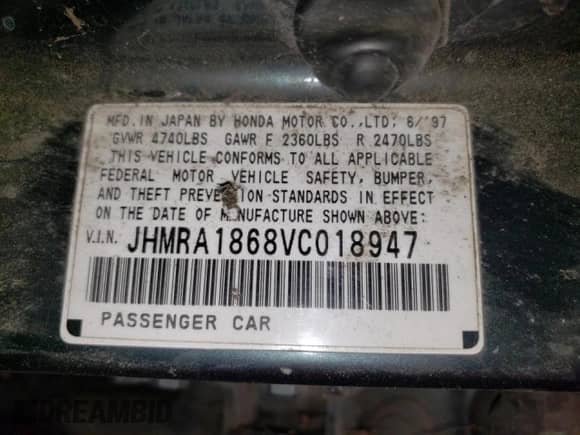 MFD. IN JAPAN BY HONDA MOTOR CO., LTD; 6/'97
GVWR 4740LBS GAWR F 2360LBS R 2470LBS
THIS VEHICLE CONFORMS TO ALL APPLICABLE
FEDERAL MOTOR VEHICLE SAFETY, BUMPER,
AND THEFT PREVENTION STANDARDS IN EFFECT
ON THE DATE OF MANUFACTURE SHOWN ABOVE:
V.I.N. JHMRA1868VC018947
PASSENGER CAR
DREAMBID